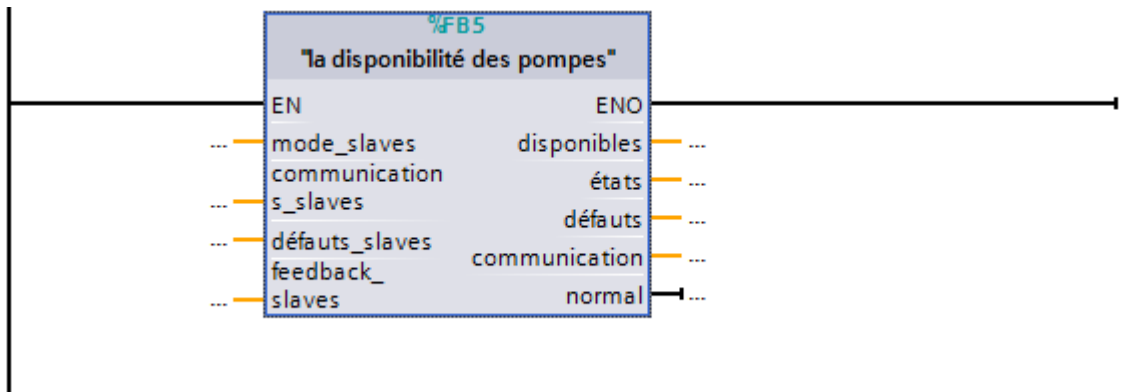 %FB5
"la disponibilité des pompes"
EN ENO
... mode_slaves disponibles ...
communication
s_slaves états ...
...
défauts ...
... défauts_slaves
communication ...
feedback_
... slaves normal ...